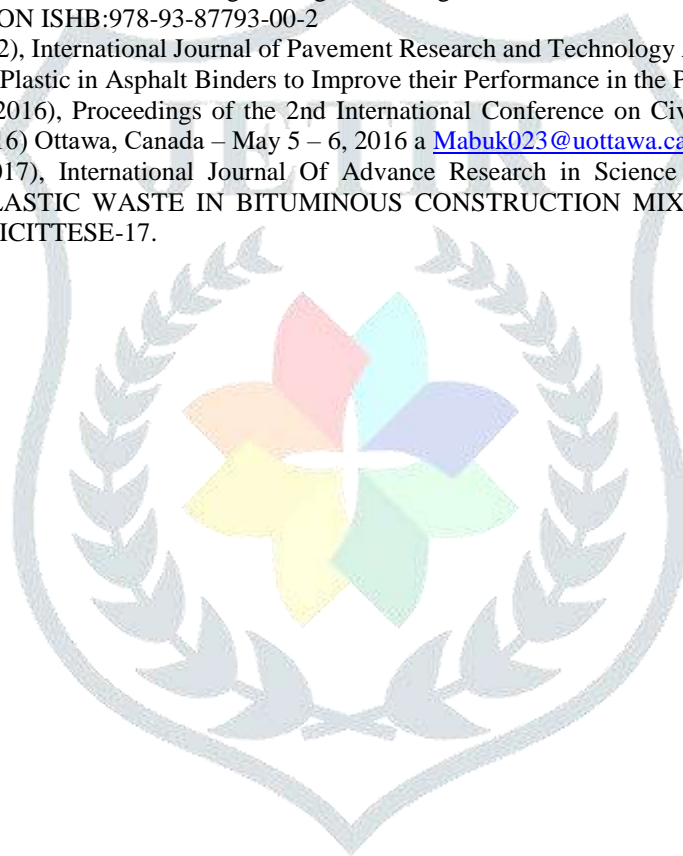 ON ISHB:978-93-87793-00-2
2), International Journal of Pavement Research and Technology
Plastic in Asphalt Binders to Improve their Performance in the
2016), Proceedings of the 2nd International Conference on
16) Ottawa, Canada – May 5 – 6, 2016 a Mabuk023@uottawa.ca
017), International Journal Of Advance Research in Science
LASTIC WASTE IN BITUMINOUS CONSTRUCTION MIX
ICITTESE-17.
JETIR